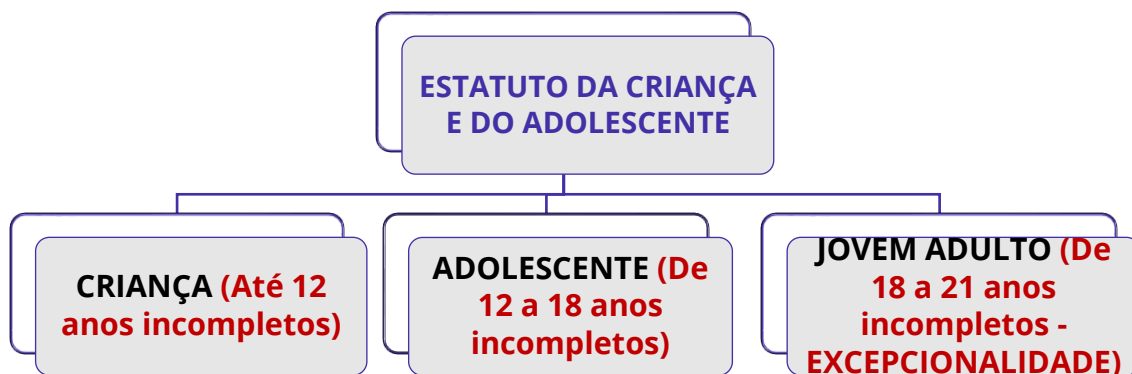 ESTATUTO DA CRIANÇA
E DO ADOLESCENTE
CRIANÇA (Até 12
anos incompletos)
ADOLESCENTE (De
12 a 18 anos
incompletos)
JOVEM ADULTO (De
18 a 21 anos
incompletos -
EXCEPCIONALIDADE)